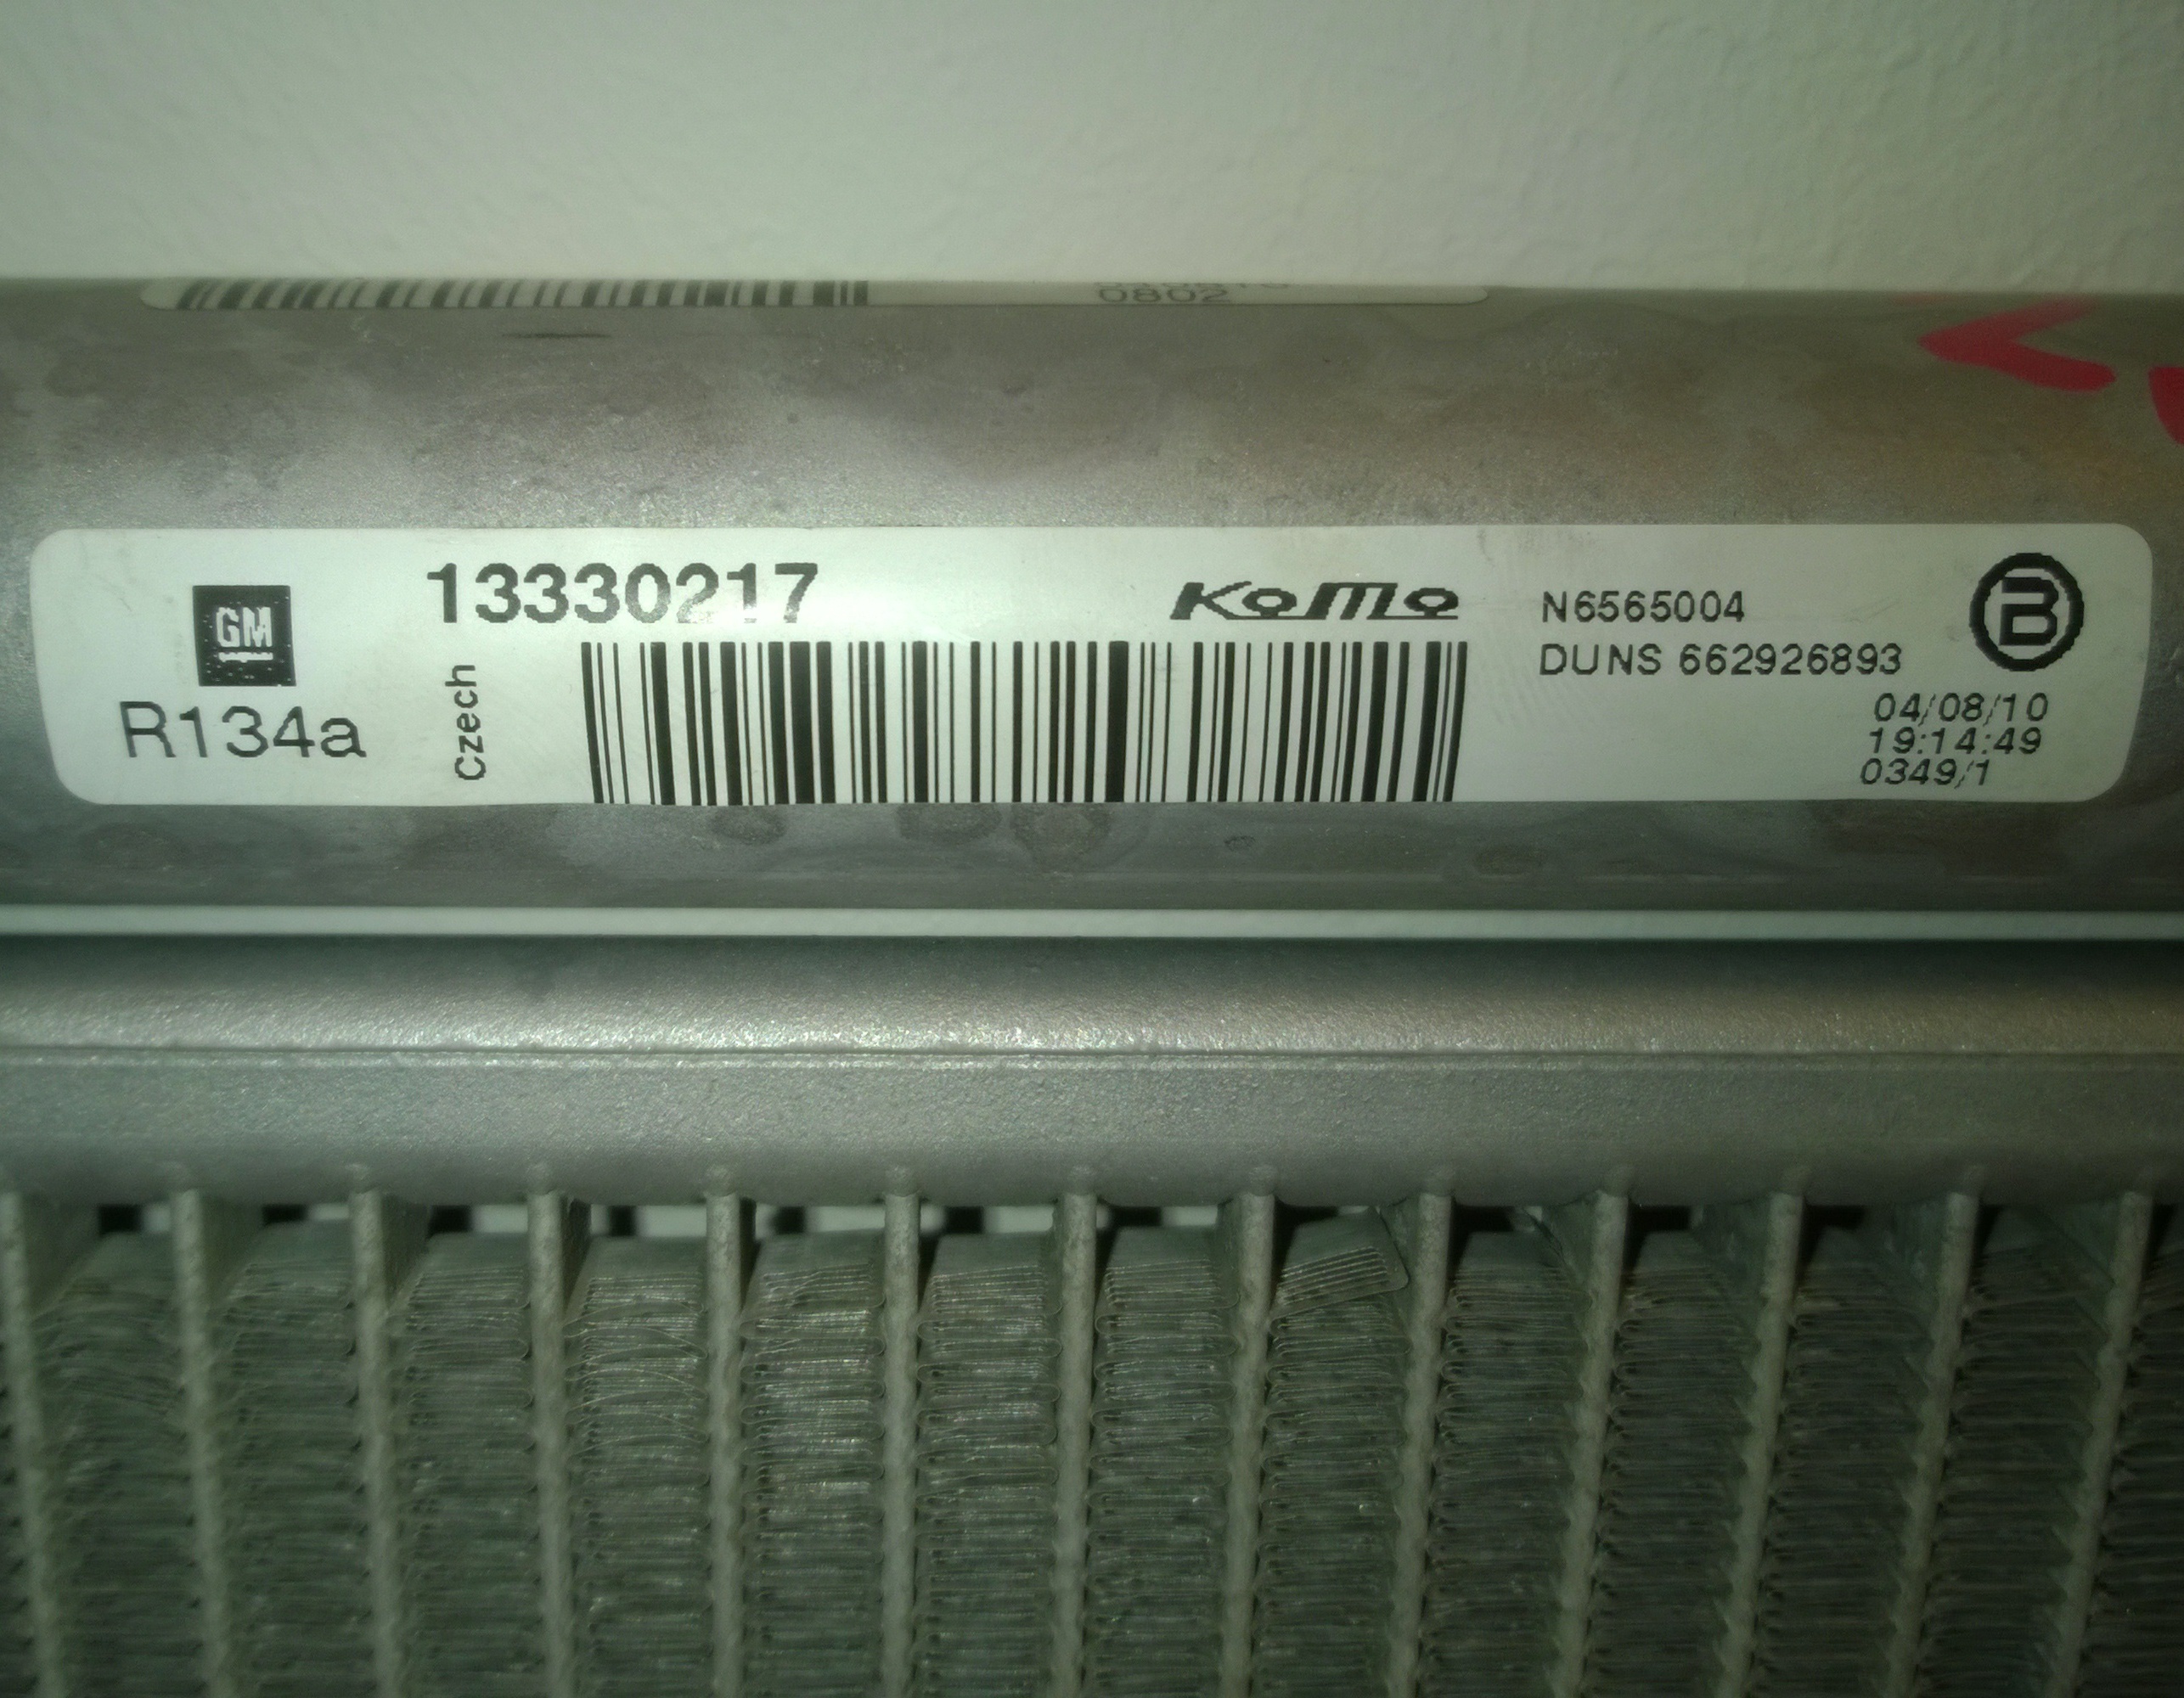 0802
GM
13330217
KoMo
N6565004
B
DUNS 662926893
R134a
Czech
04/08/10
19:14:49
0349/1